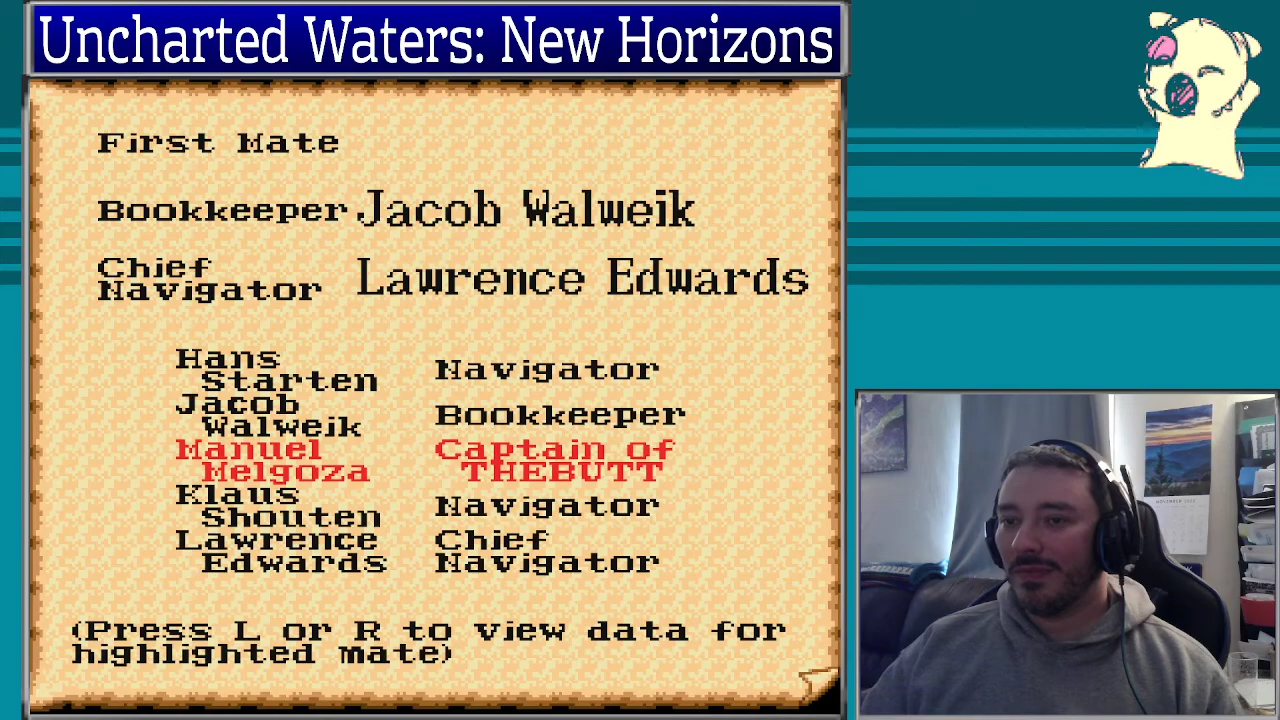 Uncharted Waters: New Horizons
First Mate
Bookkeeper Jacob Walweik
Chief
Navigator Lawrence Edwards
Hans
Starten Navigator
Jacob
Walweik Bookkeeper
Manuel Captain of
Melgoza THEBUTT
Klaus
Shouten Navigator
Lawrence Chief
Edwards Navigator
(Press L or R to view data for
highlighted mate)